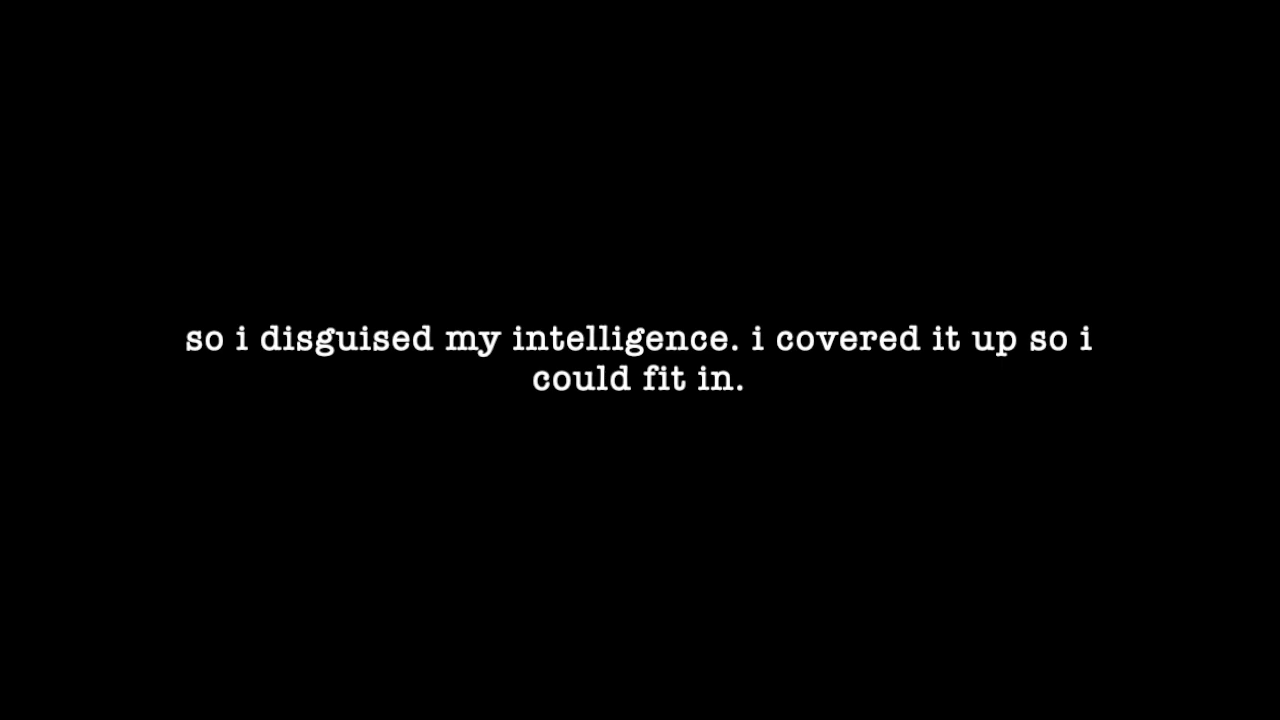 so i disguised my intelligence. i covered it up so i
could fit in.